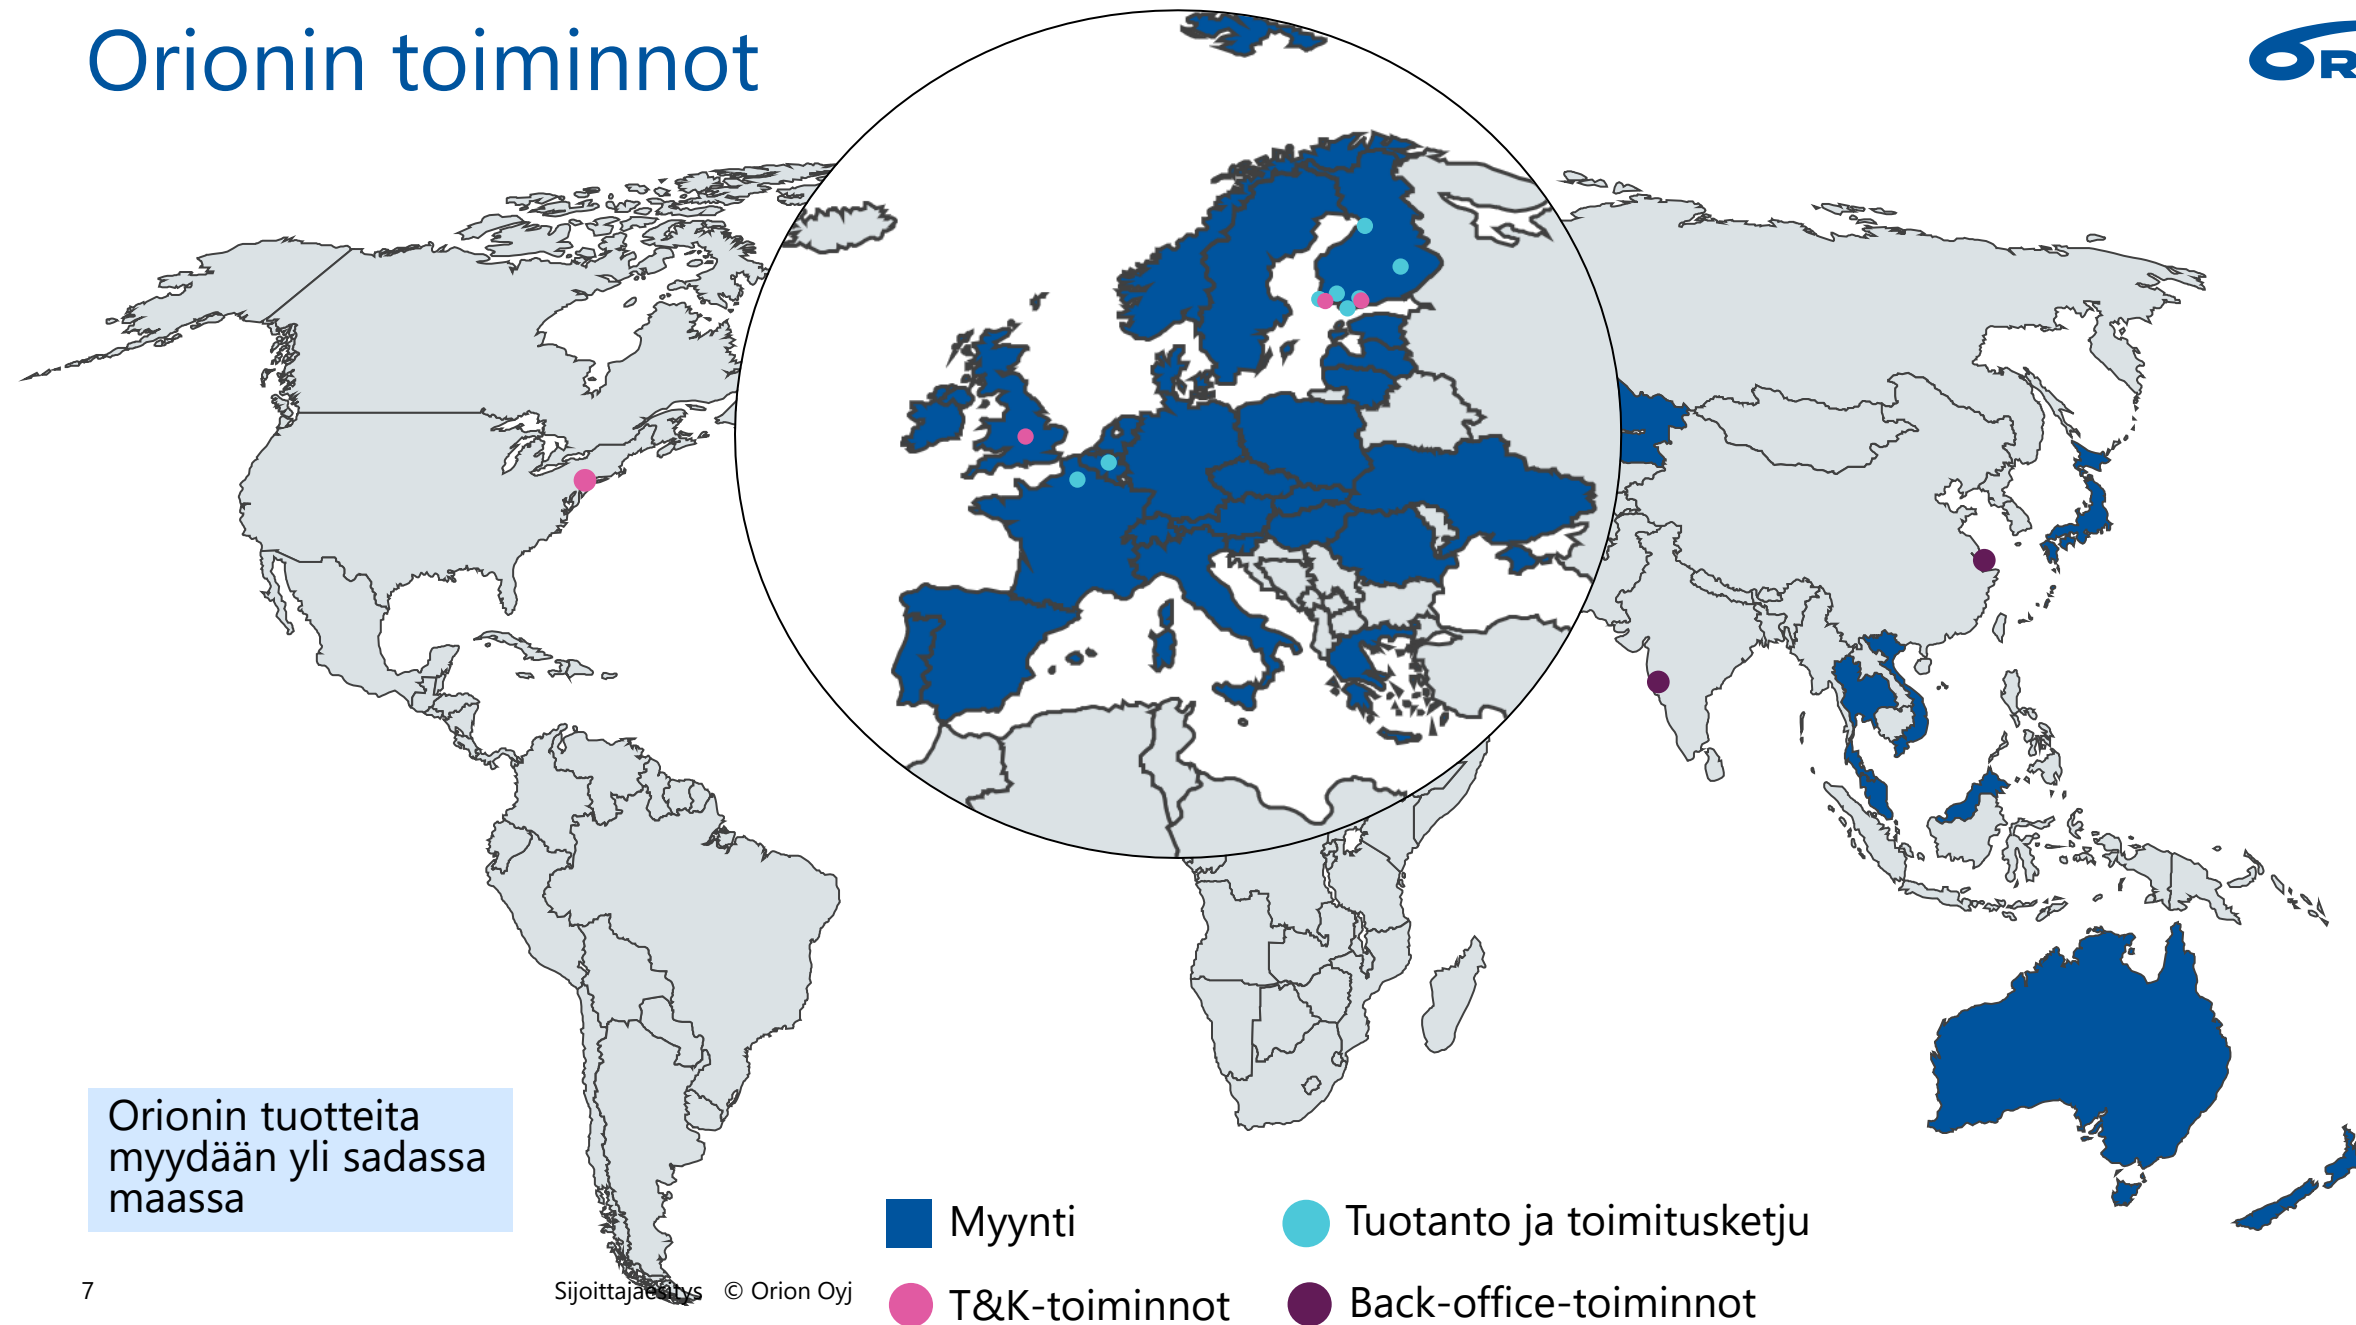 Orionin toiminnot
Orionin tuotteita
myydään yli sadassa
maassa
Myynti
Tuotanto ja toimitusketju
T&K-toiminnot
Back-office-toiminnot
7
Sijoittajaesitys © Orion Oyj